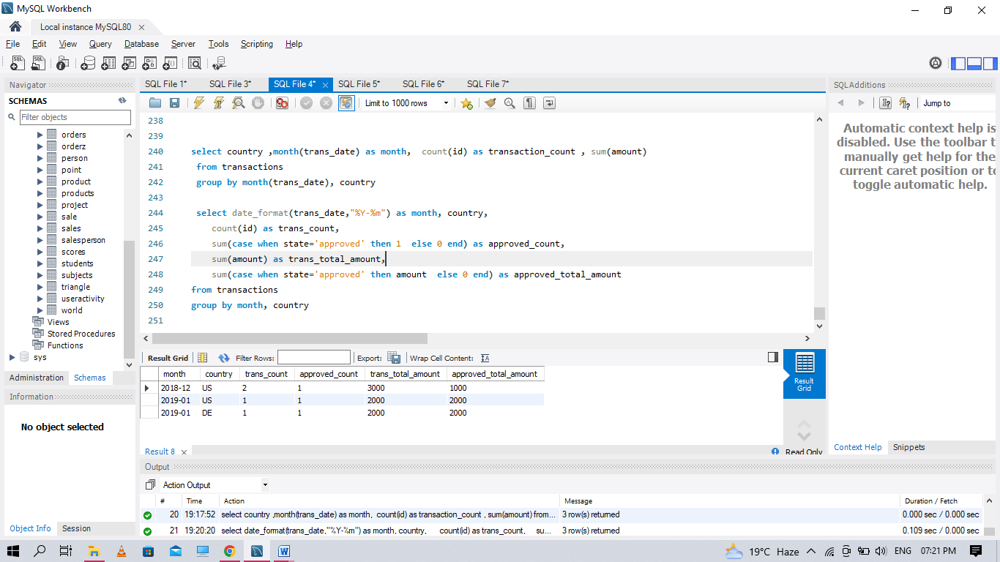 MySQL Workbench
Local instance MySQL80
File Edit View Query Database Server Tools Scripting Help
Navigator
SCHEMAS
Filter objects
orders
orderz
person
point
product
products
project
sale
sales
salesperson
scores
students
subjects
triangle
useractivity
world
Views
Stored Procedures
Functions
sys
Administration Schemas
Information
No object selected
Object Info Session
SQL File 1* SQL File 3* SQL File 4* SQL File 5* SQL File 6* SQL File 7*
Limit to 1000 rows
238
239
240 select country ,month(trans_date) as month,  count(id) as transaction_count , sum(amount)
241 from transactions
242 group by month(trans_date), country
243
244 select date_format(trans_date,"%Y-%m") as month, country,
245 count(id) as trans_count,
246 sum(case when state='approved' then 1  else 0 end) as approved_count,
247 sum(amount) as trans_total_amount,
248 sum(case when state='approved' then amount  else 0 end) as approved_total_amount
249 from transactions
250 group by month, country
251
Result Grid Filter Rows: Export: Wrap Cell Content:
month country trans_count approved_count trans_total_amount approved_total_amount
2018-12 US 2 1 3000 1000
2019-01 US 1 1 2000 2000
2019-01 DE 1 1 2000 2000
Result Grid
Result 8
Read Only
Output
Action Output
# Time Action Message Duration / Fetch
20 19:17:52 select country ,month(trans_date) as month,  count(id) as transaction_count , sum(amount) from... 3 row(s) returned 0.000 sec / 0.000 sec
21 19:20:20 select date_format(trans_date,"%Y-%m") as month, country,     count(id) as trans_count,     su... 3 row(s) returned 0.109 sec / 0.000 sec
SQLAdditions
Jump to
Automatic context help is
disabled. Use the toolbar t
manually get help for the
current caret position or to
toggle automatic help.
Context Help Snippets
19°C Haze ENG 07:21 PM